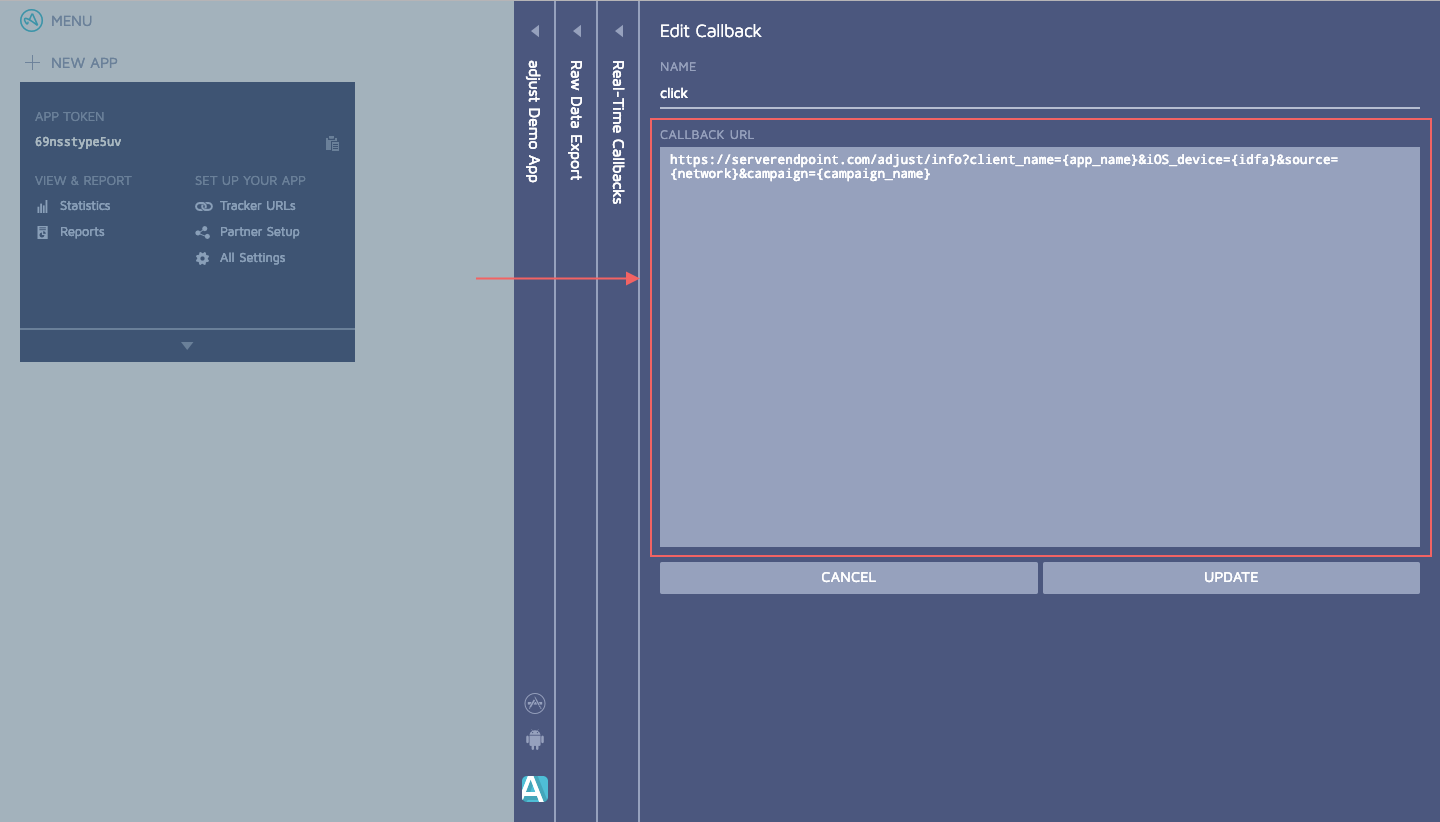 MENU
NEW APP
APP TOKEN
69nsstype5uv
VIEW & REPORT
Statistics
Reports
SET UP YOUR APP
Tracker URLs
Partner Setup
All Settings
adjust Demo App
Raw Data Export
Real-Time Callbacks
Edit Callback
NAME
click
CALLBACK URL
https://serverendpoint.com/adjust/info?client_name={app_name}&iOS_device={idfa}&source=
{network}&campaign={campaign_name}
CANCEL
UPDATE